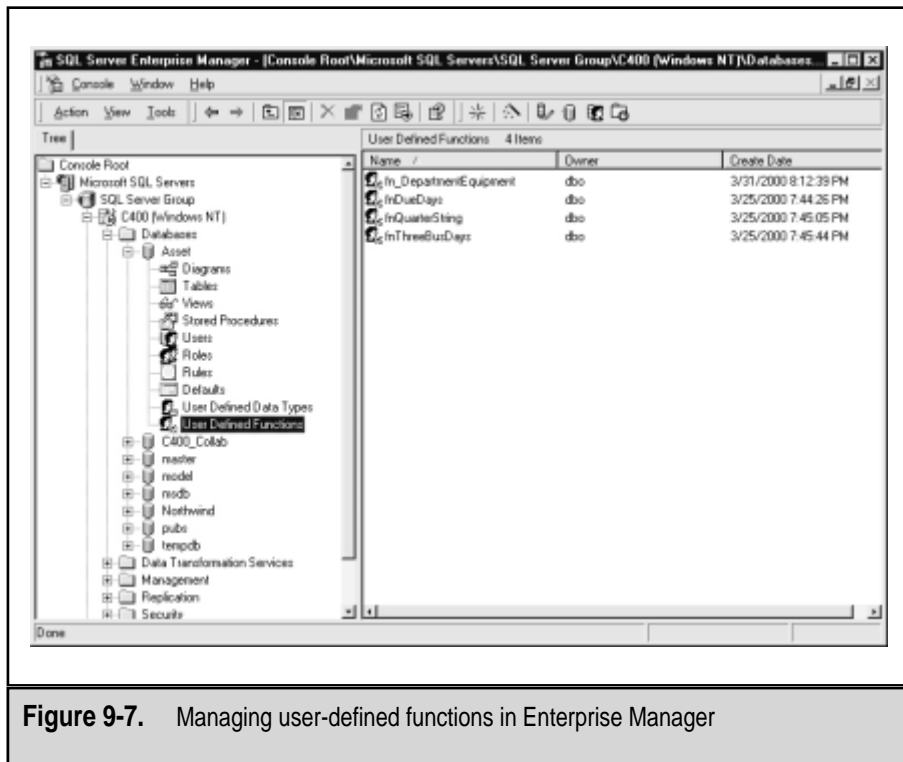 SQL Server Enterprise Manager - [Console Root\Microsoft SQL Servers\SQL Server Group\C400 (Windows NT)\Databases...
Console Window Help
Action View Tools
Tree
User Defined Functions 4 Items
Console Root
Microsoft SQL Servers
SQL Server Group
C400 (Windows NT)
Databases
Asset
Diagrams
Tables
Views
Stored Procedures
Users
Roles
Rules
Defaults
User Defined Data Types
User Defined Functions
C400_Collab
master
model
msdb
Northwind
pubs
tempdb
Data Transformation Services
Management
Replication
Security
Name / Owner Create Date
fn_DepartmentEquipment dbo 3/31/2000 8:12:39 PM
fnDueDays dbo 3/25/2000 7:44:26 PM
fnQuarterString dbo 3/25/2000 7:45:05 PM
fnThreeBusDays dbo 3/25/2000 7:45:44 PM
Done
Figure 9-7. Managing user-defined functions in Enterprise Manager